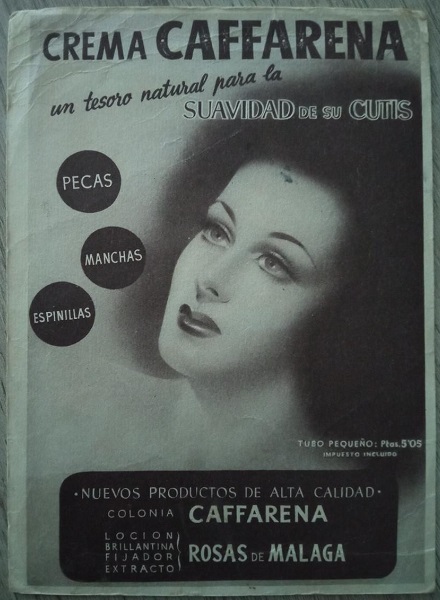 CREMA CAFFARENA
un tesoro natural para la
SUAVIDAD DE SU CUTIS
PECAS
MANCHAS
ESPINILLAS
TUBO PEQUEÑO: Ptas. 5'05
IMPUESTO INCLUIDO
·NUEVOS PRODUCTOS DE ALTA CALIDAD·
COLONIA CAFFARENA
LOCION
BRILLANTINA
FIJADOR
EXTRACTO
ROSAS DE MALAGA